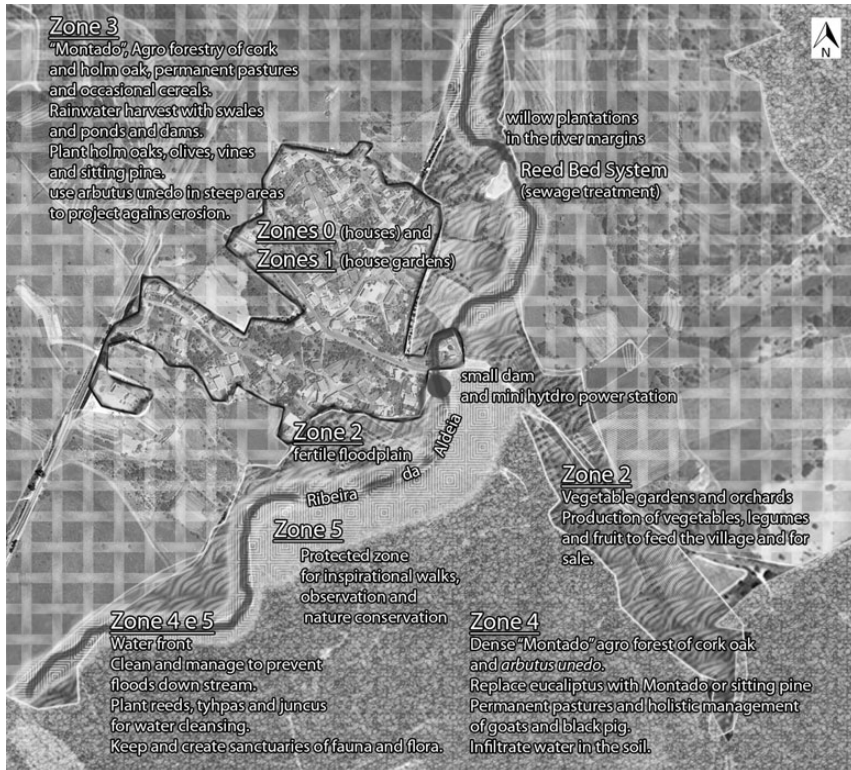 Zone 3
"Montado", Agro forestry of cork
and holm oak, permanent pastures
and occasional cereals.
Rainwater harvest with swales
and ponds and dams.
Plant holm oaks, olives, vines
and sitting pine.
use arbutus unedo in steep areas
to project agains erosion.
N
willow plantations
in the river margins
Reed Bed System
(sewage treatment)
Zones 0 (houses) and
Zones 1 (house gardens)
small dam
and mini hytdro power station
Zone 2
fertile floodplain
Ribeira da Aldeia
Zone 2
Vegetable gardens and orchards
Production of vegetables, legumes
and fruit to feed the village and for
sale.
Zone 5
Protected zone
for inspirational walks,
observation and
nature conservation
Zone 4 e 5
Water front
Clean and manage to prevent
floods down stream.
Plant reeds, tyhpas and juncus
for water cleansing.
Keep and create sanctuaries of fauna and flora.
Zone 4
Dense "Montado" agro forest of cork oak
and arbutus unedo.
Replace eucaliptus with Montado or sitting pine
Permanent pastures and holistic management
of goats and black pig.
Infiltrate water in the soil.